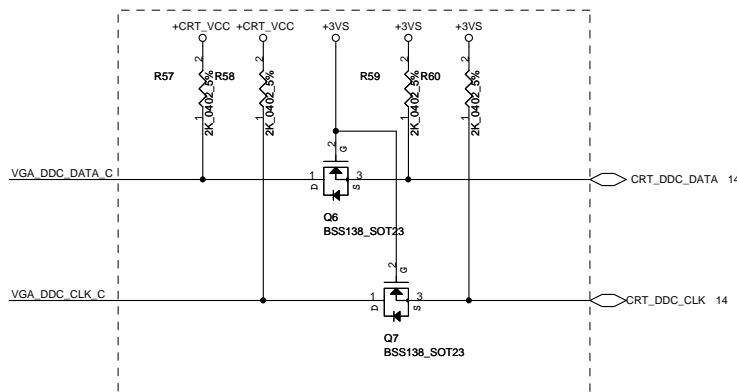 +CRT_VCC +CRT_VCC +3VS +3VS +3VS
2 2 2 2
R57 R58 R59 R60
2K_0402_5% 2K_0402_5% 2K_0402_5% 2K_0402_5%
1 1 1 1
2 G
VGA_DDC_DATA_C 1 3 CRT_DDC_DATA 14
D S
Q6
BSS138_SOT23
2 G
VGA_DDC_CLK_C 1 3 CRT_DDC_CLK 14
D S
Q7
BSS138_SOT23